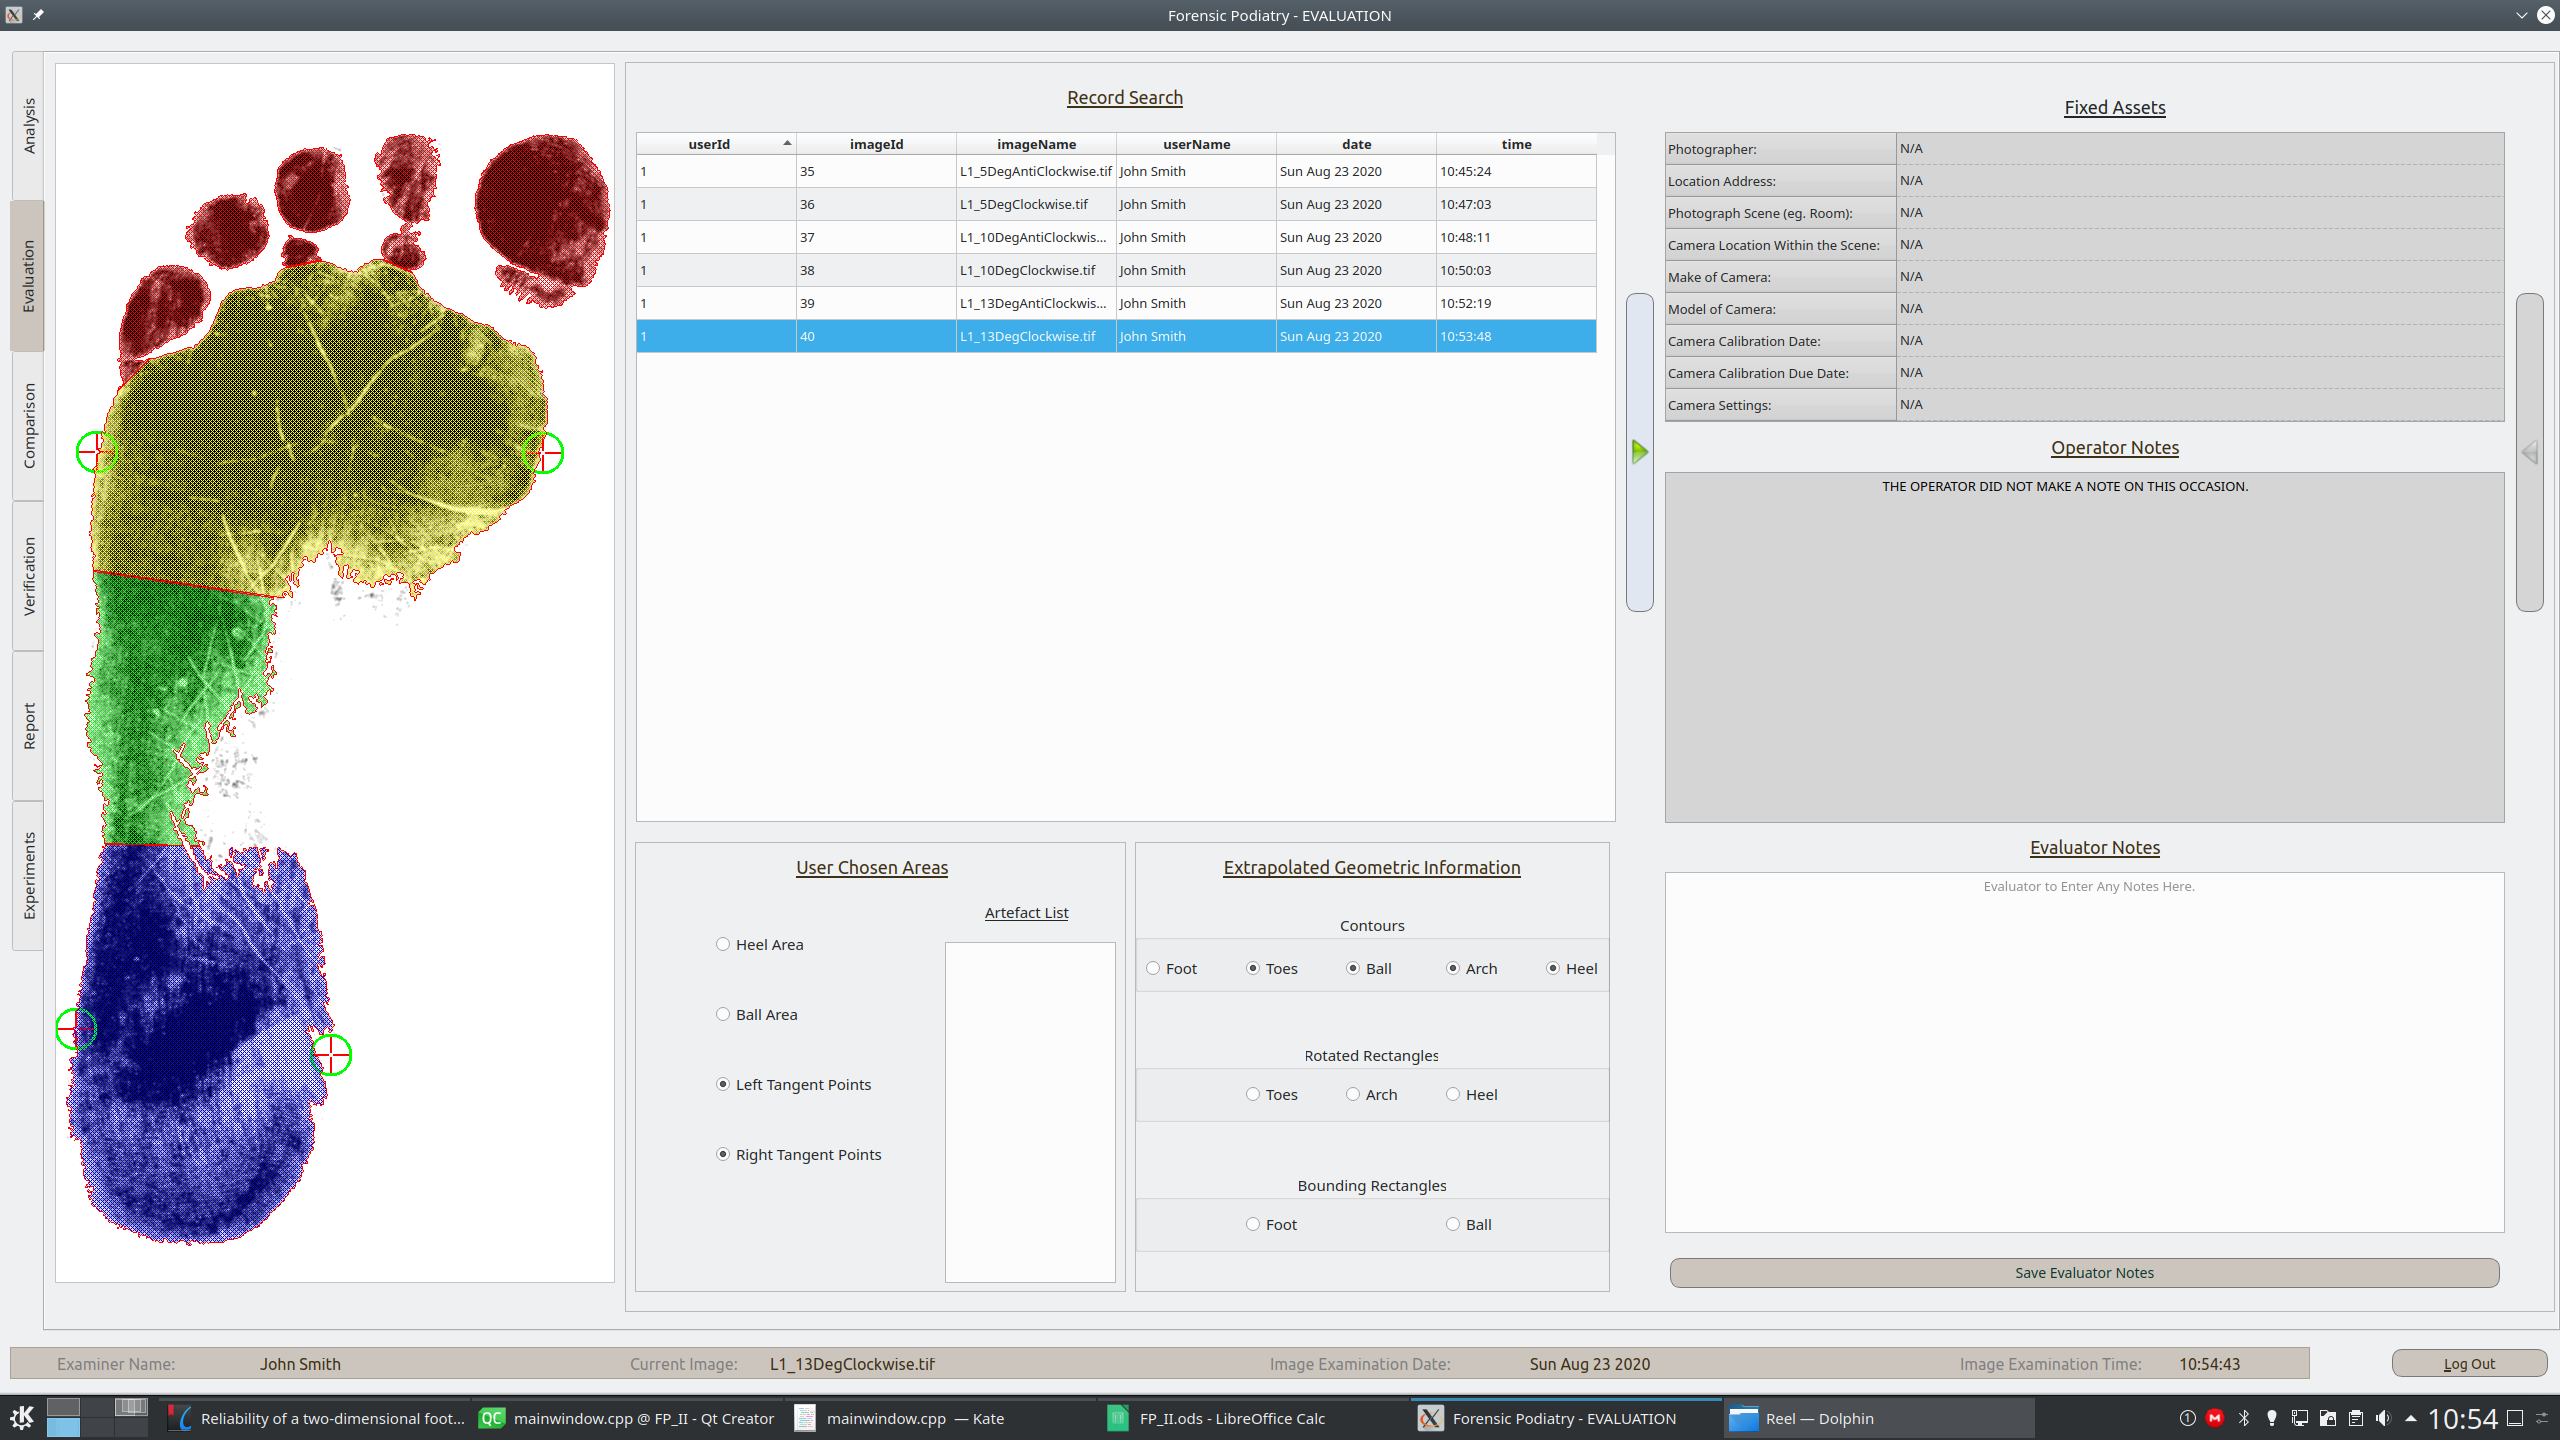 Forensic Podiatry - EVALUATION
Analysis
Evaluation
Comparison
Verification
Report
Experiments
Record Search
userId imageId imageName userName date time
1 35 L1_5DegAntiClockwise.tif John Smith Sun Aug 23 2020 10:45:24
1 36 L1_5DegClockwise.tif John Smith Sun Aug 23 2020 10:47:03
1 37 L1_10DegAntiClockwis... John Smith Sun Aug 23 2020 10:48:11
1 38 L1_10DegClockwise.tif John Smith Sun Aug 23 2020 10:50:03
1 39 L1_13DegAntiClockwis... John Smith Sun Aug 23 2020 10:52:19
1 40 L1_13DegClockwise.tif John Smith Sun Aug 23 2020 10:53:48
User Chosen Areas
Artefact List
Heel Area
Ball Area
Left Tangent Points
Right Tangent Points
Extrapolated Geometric Information
Contours
Foot Toes Ball Arch Heel
Rotated Rectangles
Toes Arch Heel
Bounding Rectangles
Foot Ball
Fixed Assets
Photographer: N/A
Location Address: N/A
Photograph Scene (eg. Room): N/A
Camera Location Within the Scene: N/A
Make of Camera: N/A
Model of Camera: N/A
Camera Calibration Date: N/A
Camera Calibration Due Date: N/A
Camera Settings: N/A
Operator Notes
THE OPERATOR DID NOT MAKE A NOTE ON THIS OCCASION.
Evaluator Notes
Evaluator to Enter Any Notes Here.
Save Evaluator Notes
Examiner Name: John Smith Current Image: L1_13DegClockwise.tif Image Examination Date: Sun Aug 23 2020 Image Examination Time: 10:54:43
Log Out
Reliability of a two-dimensional foot... QC mainwindow.cpp @ FP_II - Qt Creator mainwindow.cpp — Kate FP_II.ods - LibreOffice Calc Forensic Podiatry - EVALUATION Reel — Dolphin 1 M 10:54